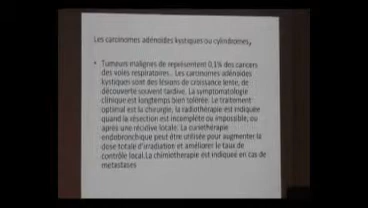 Les carcinomes adénoïdes kystiques ou cylindromes,
• Tumeurs malignes de représentent 0,1% des cancers
des voies respiratoires. Les carcinomes adénoïdes
kystiques sont des lésions de croissance lente, de
découverte souvent tardive. La symptomatologie
clinique est longtemps bien tolérée. Le traitement
optimal est la chirurgie, la radiothérapie est indiquée
quand la résection est incomplète ou impossible, ou
après une récidive locale. La curiethérapie
endobronchique peut être utilisée pour augmenter la
dose totale d'irradiation et améliorer le taux de
contrôle local.La chimiothérapie est indiquée en cas de
métastases